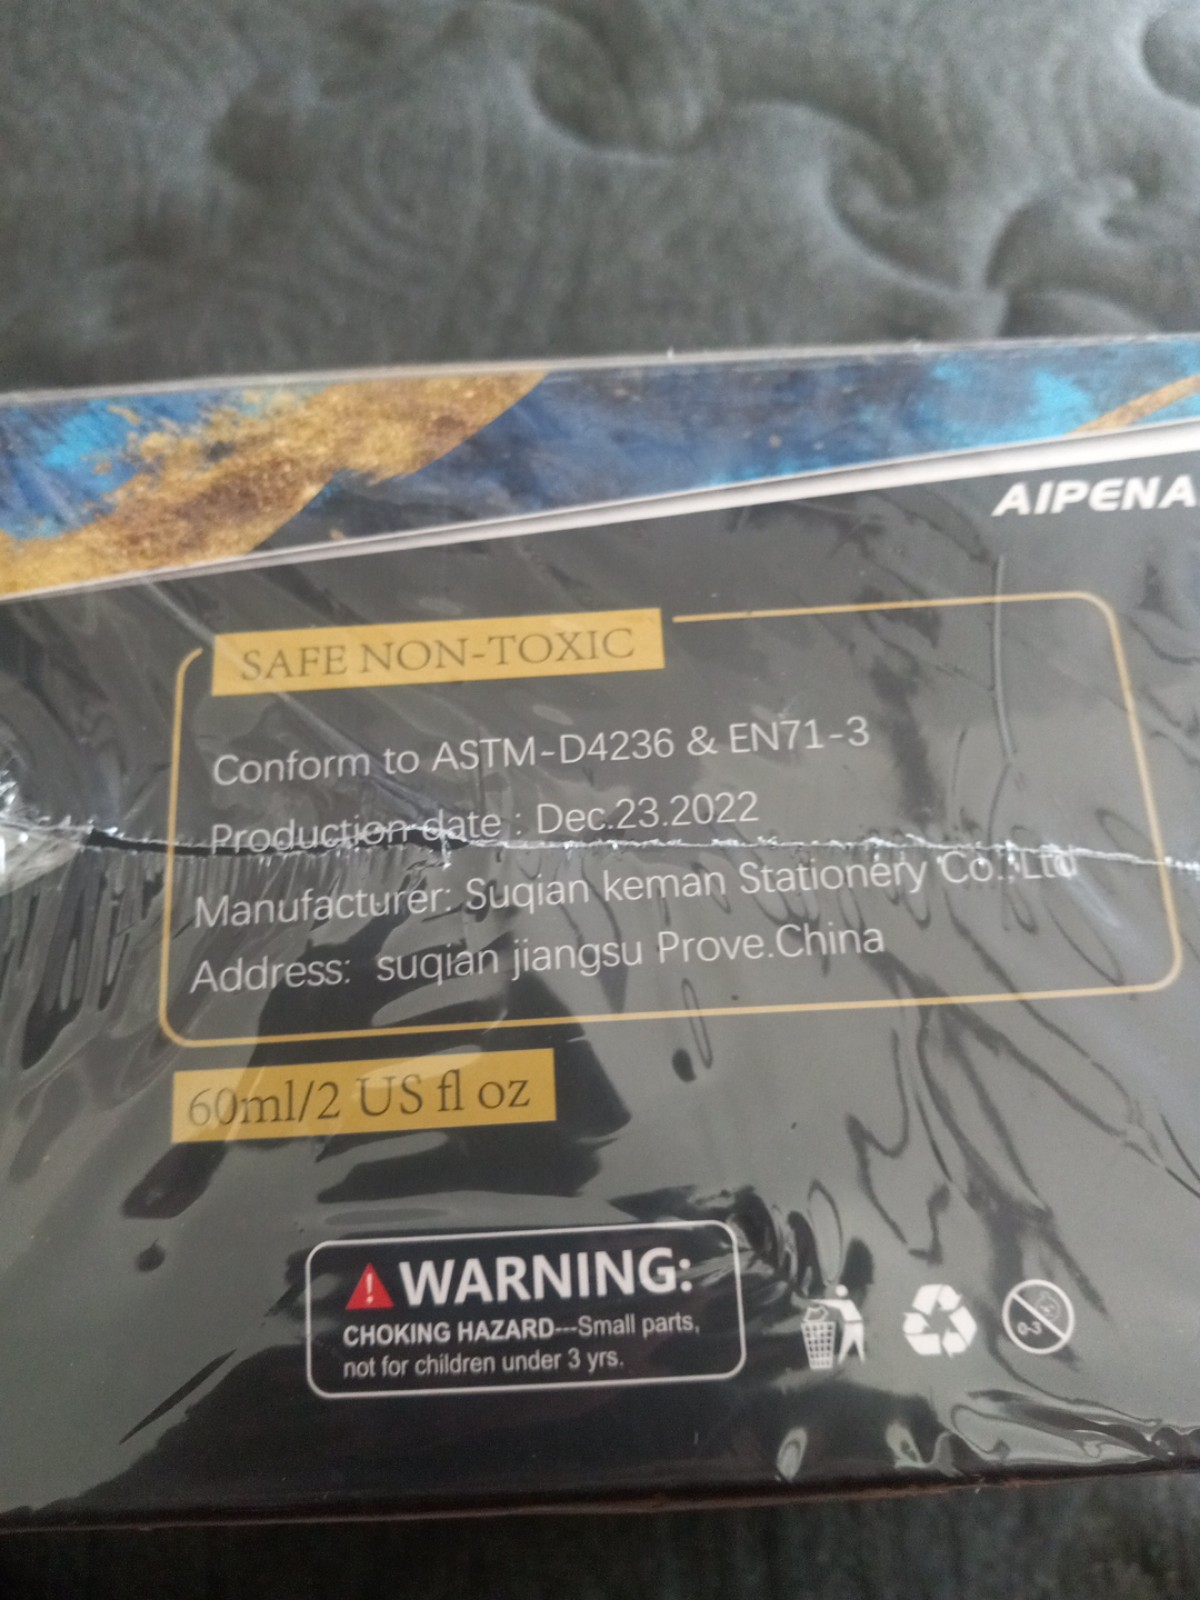 AIPENA
SAFE NON-TOXIC
Conform to ASTM-D4236 & EN71-3
Production date : Dec.23.2022
Manufacturer: Suqian keman Stationery Co.,Ltd
Address: suqian jiangsu Prove.China
60ml/2 US fl oz
WARNING:
CHOKING HAZARD---Small parts,
not for children under 3 yrs.
0-3